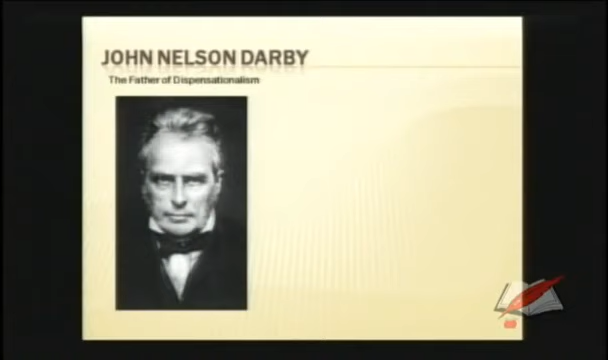 JOHN NELSON DARBY
The Father of Dispensationalism